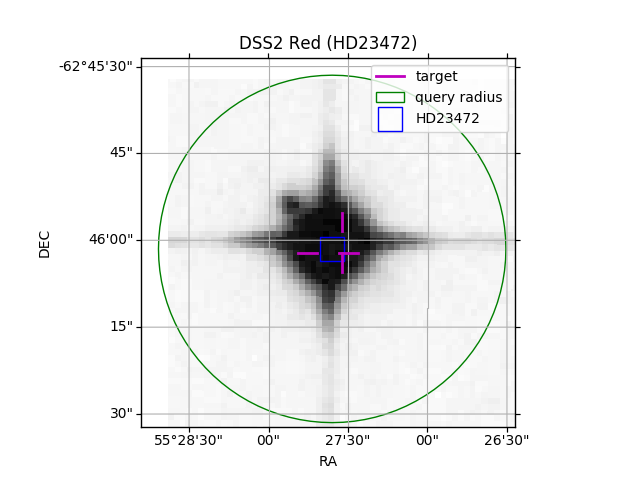 DSS2 Red (HD23472)
-62°45'30"
45"
46'00"
15"
30"
DEC
target
query radius
HD23472
55°28'30" 00" 27'30" 00" 26'30"
RA